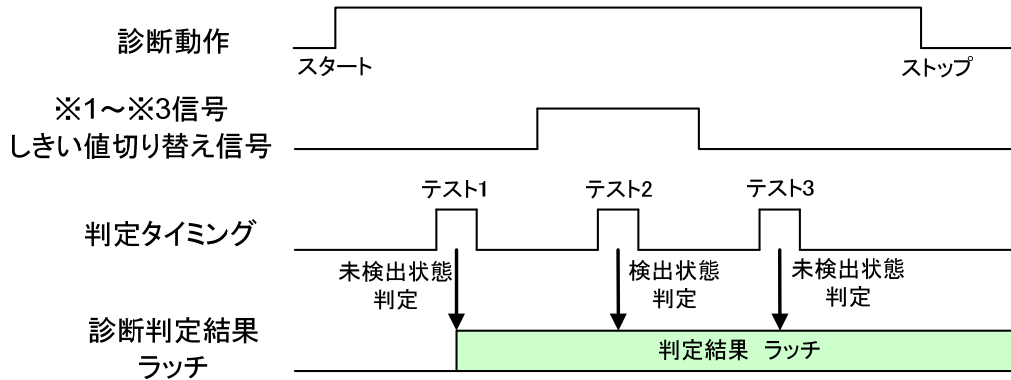 診断動作
スタート
ストップ
※1～※3信号
しきい値切り替え信号
テスト1
テスト2
テスト3
判定タイミング
未検出状態
判定
検出状態
判定
未検出状態
判定
診断判定結果
ラッチ
判定結果 ラッチ